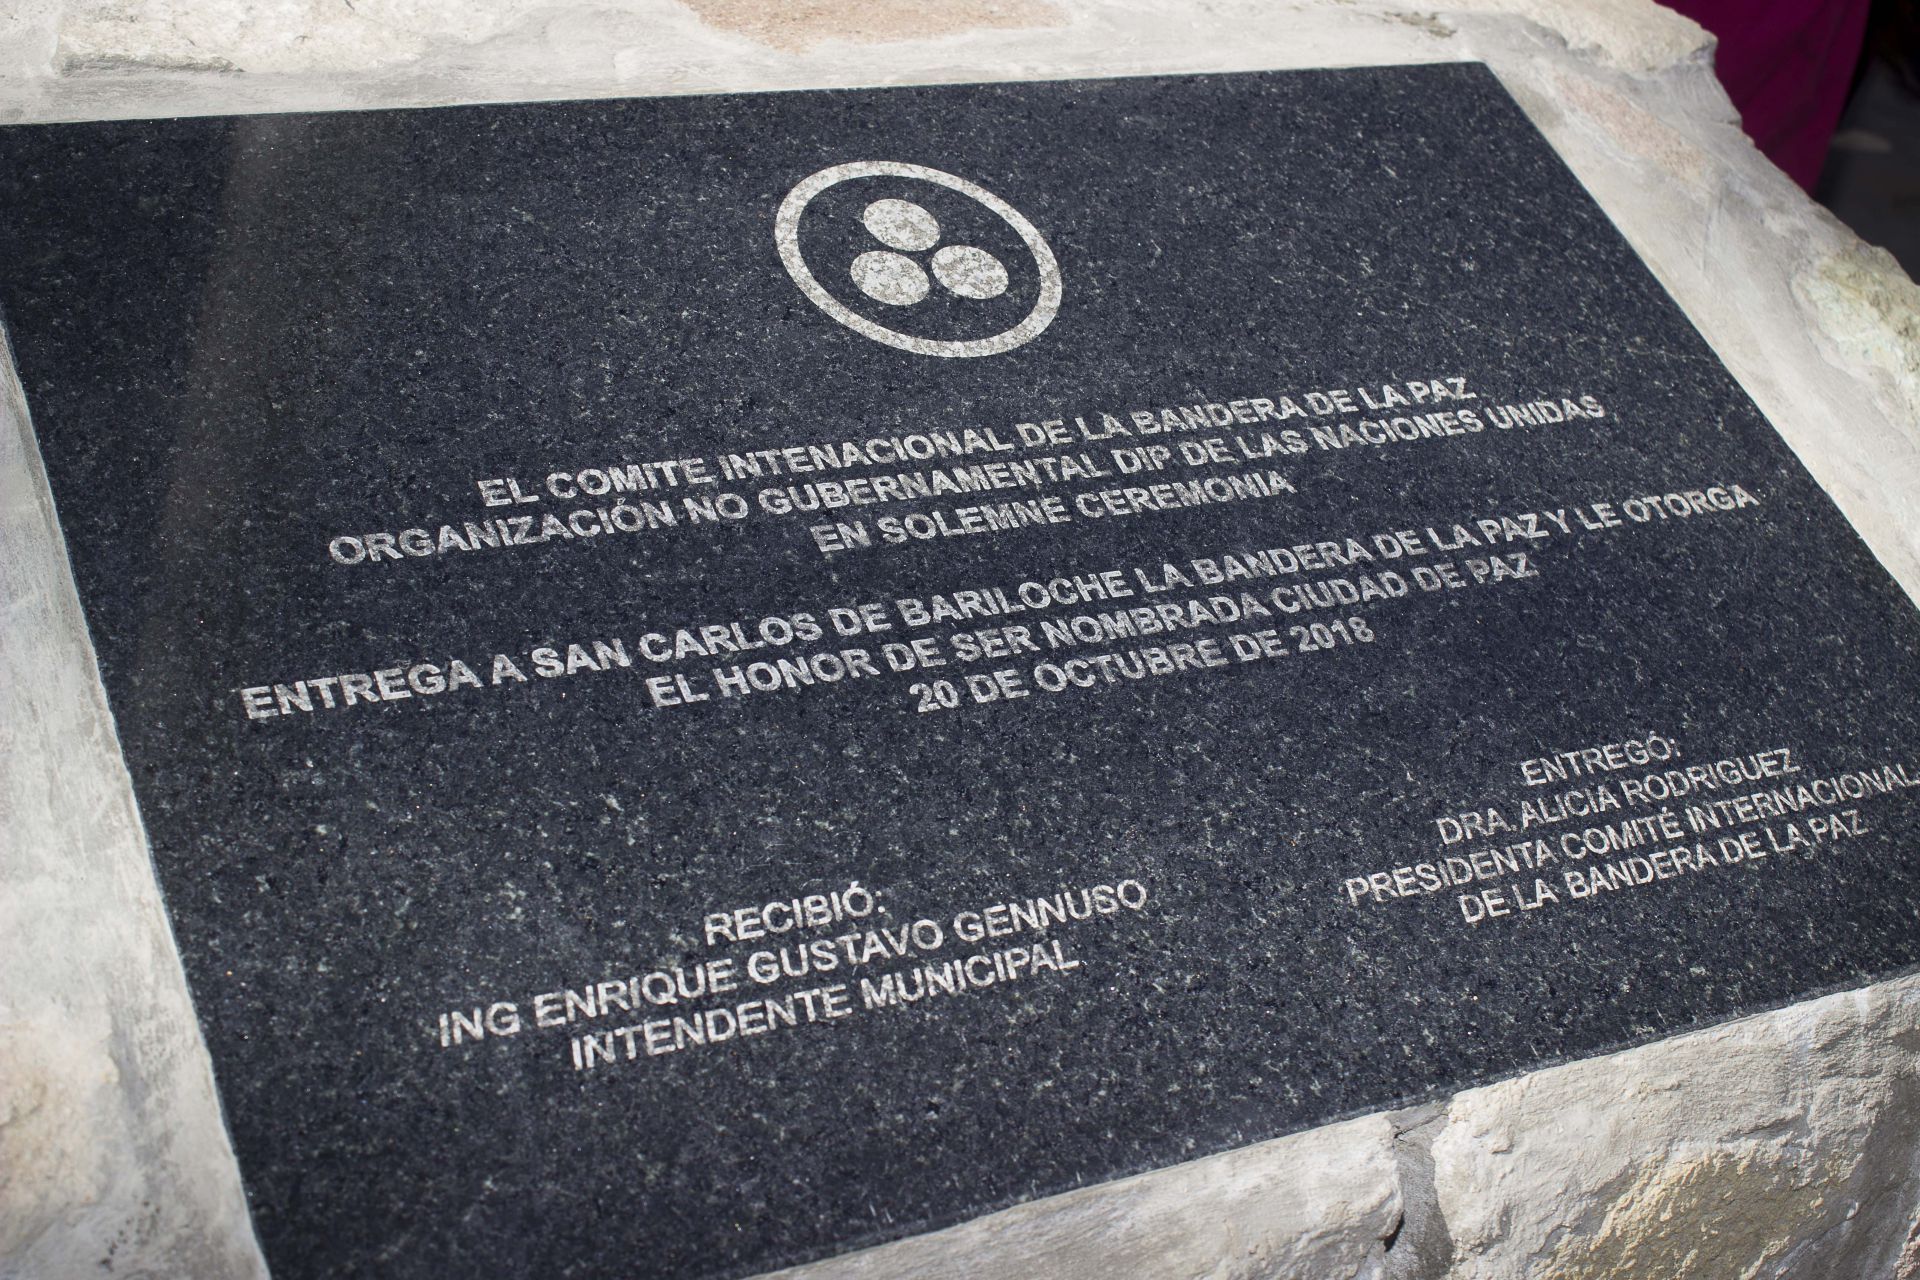 EL COMITE INTENACIONAL DE LA BANDERA DE LA PAZ
ORGANIZACIÓN NO GUBERNAMENTAL DIP DE LAS NACIONES UNIDAS
EN SOLEMNE CEREMONIA
ENTREGA A SAN CARLOS DE BARILOCHE LA BANDERA DE LA PAZ Y LE OTORGA
EL HONOR DE SER NOMBRADA CIUDAD DE PAZ
20 DE OCTUBRE DE 2018
RECIBIÓ:
ING ENRIQUE GUSTAVO GENNUSO
INTENDENTE MUNICIPAL
ENTREGÓ:
DRA. ALICIA RODRIGUEZ
PRESIDENTA COMITÉ INTERNACIONAL
DE LA BANDERA DE LA PAZ